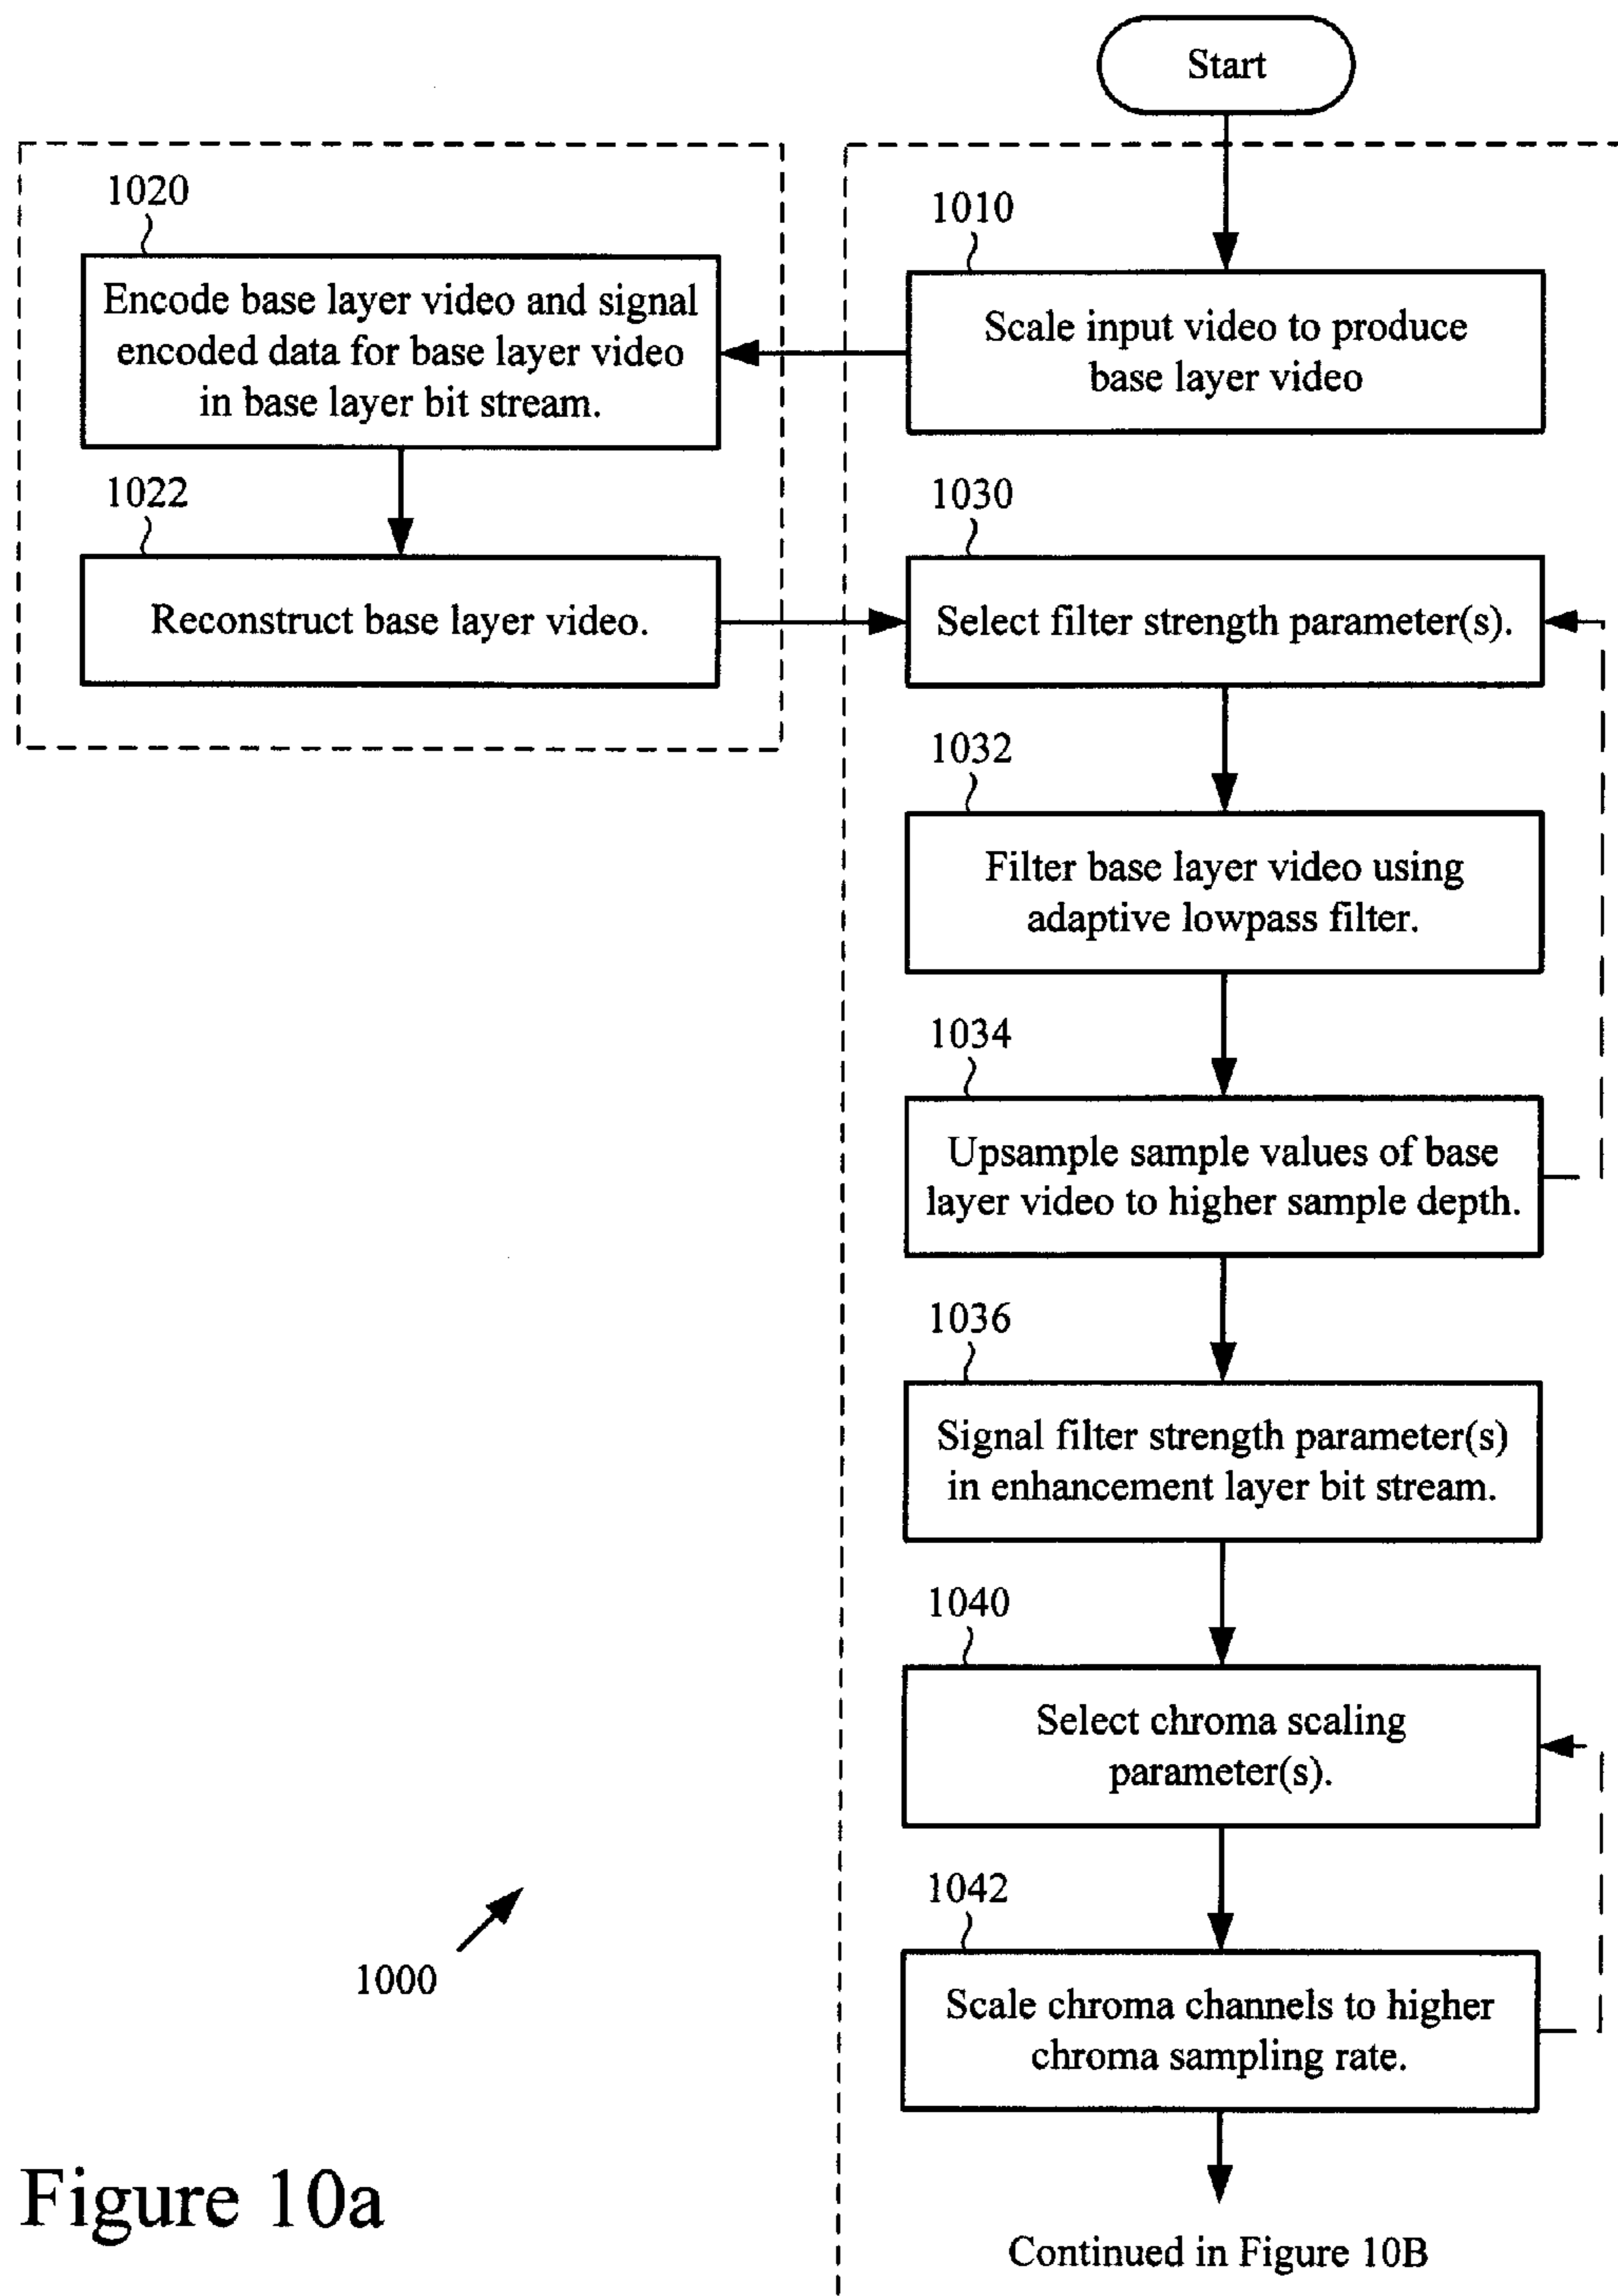 Start
1010
Scale input video to produce
base layer video
1020
Encode base layer video and signal
encoded data for base layer video
in base layer bit stream.
1022
Reconstruct base layer video.
1030
Select filter strength parameter(s).
1032
Filter base layer video using
adaptive lowpass filter.
1034
Upsample sample values of base
layer video to higher sample depth.
1036
Signal filter strength parameter(s)
in enhancement layer bit stream.
1040
Select chroma scaling
parameter(s).
1042
Scale chroma channels to higher
chroma sampling rate.
1000
Figure 10a
Continued in Figure 10B